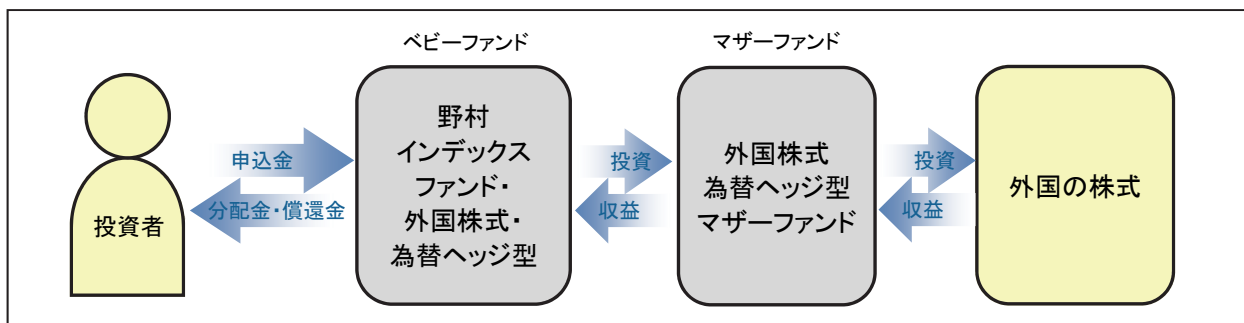 ベビーファンド
マザーファンド
投資者
申込金
分配金・償還金
野村
インデックス
ファンド・
外国株式・
為替ヘッジ型
投資
収益
外国株式
為替ヘッジ型
マザーファンド
投資
収益
外国の株式